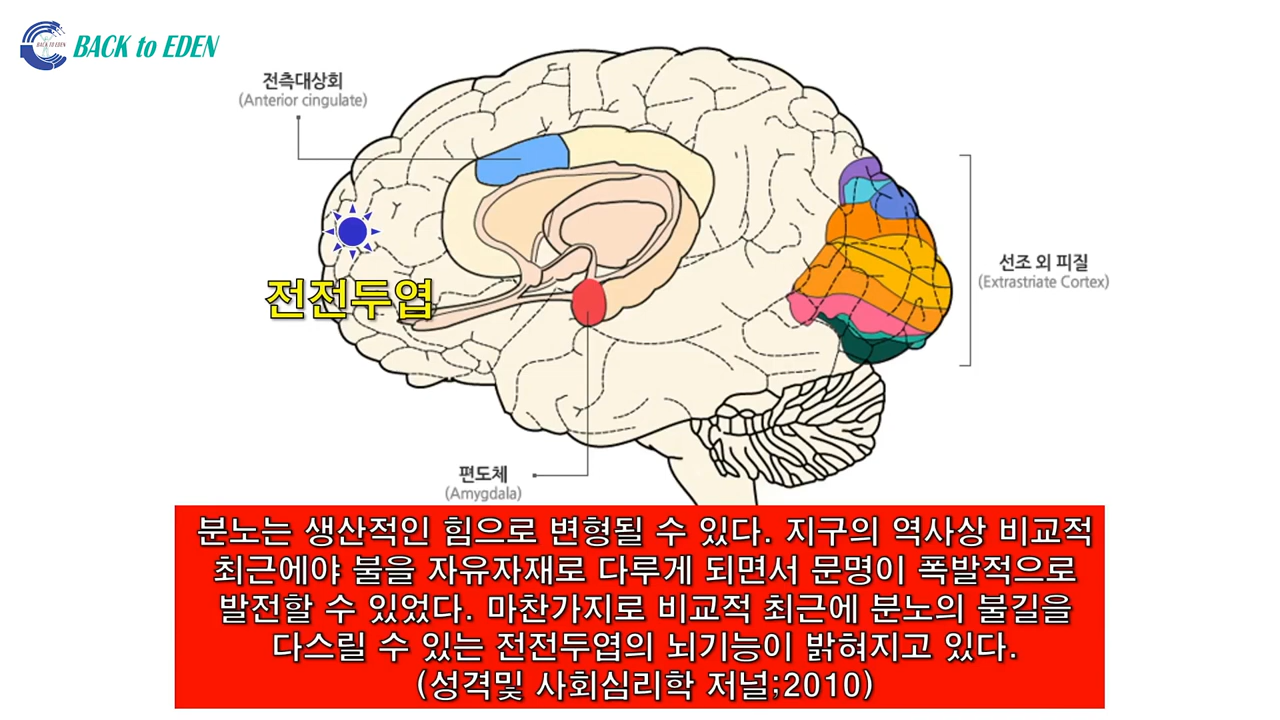 BACK to EDEN
BACK TO EDEN
전측대상회
(Anterior cingulate)
전전두엽
선조 외 피질
(Extrastriate Cortex)
편도체
(Amygdala)
분노는 생산적인 힘으로 변형될 수 있다. 지구의 역사상 비교적
최근에야 불을 자유자재로 다루게 되면서 문명이 폭발적으로
발전할 수 있었다. 마찬가지로 비교적 최근에 분노의 불길을
다스릴 수 있는 전전두엽의 뇌기능이 밝혀지고 있다.
(성격및 사회심리학 저널;2010)